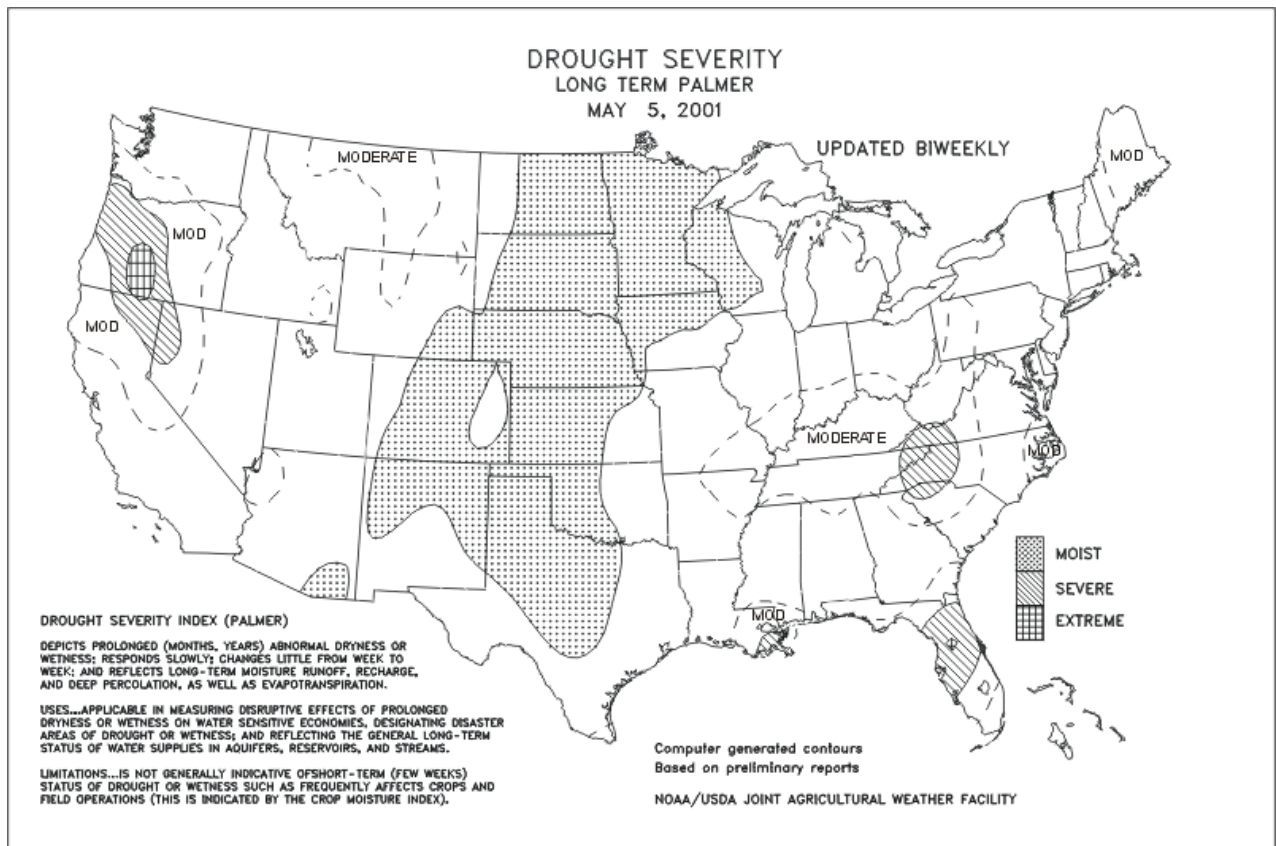 DROUGHT SEVERITY
LONG TERM PALMER
MAY 5, 2001
UPDATED BIWEEKLY
MODERATE
MOD
MOD
MOD
MODERATE
MOD
MOD
MOIST
SEVERE
EXTREME
DROUGHT SEVERITY INDEX (PALMER)
DEPICTS PROLONGED (MONTHS, YEARS) ABNORMAL DRYNESS OR
WETNESS; RESPONDS SLOWLY; CHANGES LITTLE FROM WEEK TO
WEEK; AND REFLECTS LONG-TERM MOISTURE RUNOFF, RECHARGE,
AND DEEP PERCOLATION, AS WELL AS EVAPOTRANSPIRATION.
USES...APPLICABLE IN MEASURING DISRUPTIVE EFFECTS OF PROLONGED
DRYNESS OR WETNESS ON WATER SENSITIVE ECONOMIES, DESIGNATING DISASTER
AREAS OF DROUGHT OR WETNESS; AND REFLECTING THE GENERAL LONG-TERM
STATUS OF WATER SUPPLIES IN AQUIFERS, RESERVOIRS, AND STREAMS.
LIMITATIONS...IS NOT GENERALLY INDICATIVE OFSHORT-TERM (FEW WEEKS)
STATUS OF DROUGHT OR WETNESS SUCH AS FREQUENTLY AFFECTS CROPS AND
FIELD OPERATIONS (THIS IS INDICATED BY THE CROP MOISTURE INDEX).
Computer generated contours
Based on preliminary reports
NOAA/USDA JOINT AGRICULTURAL WEATHER FACILITY